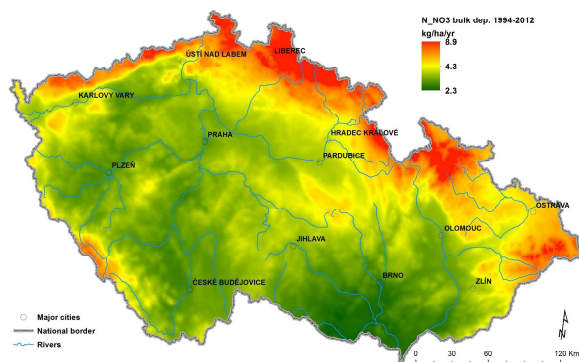 N_NO3 bulk dep. 1994-2012
kg/ha/yr
8.9
4.3
2.3
ÚSTÍ NAD LABEM
LIBEREC
KARLOVY VARY
HRADEC KRÁLOVÉ
PRAHA
PARDUBICE
PLZEŇ
OSTRAVA
OLOMOUC
JIHLAVA
BRNO
ZLÍN
ČESKÉ BUDĚJOVICE
Major cities
National border
Rivers
N
0 30 60 120 Km